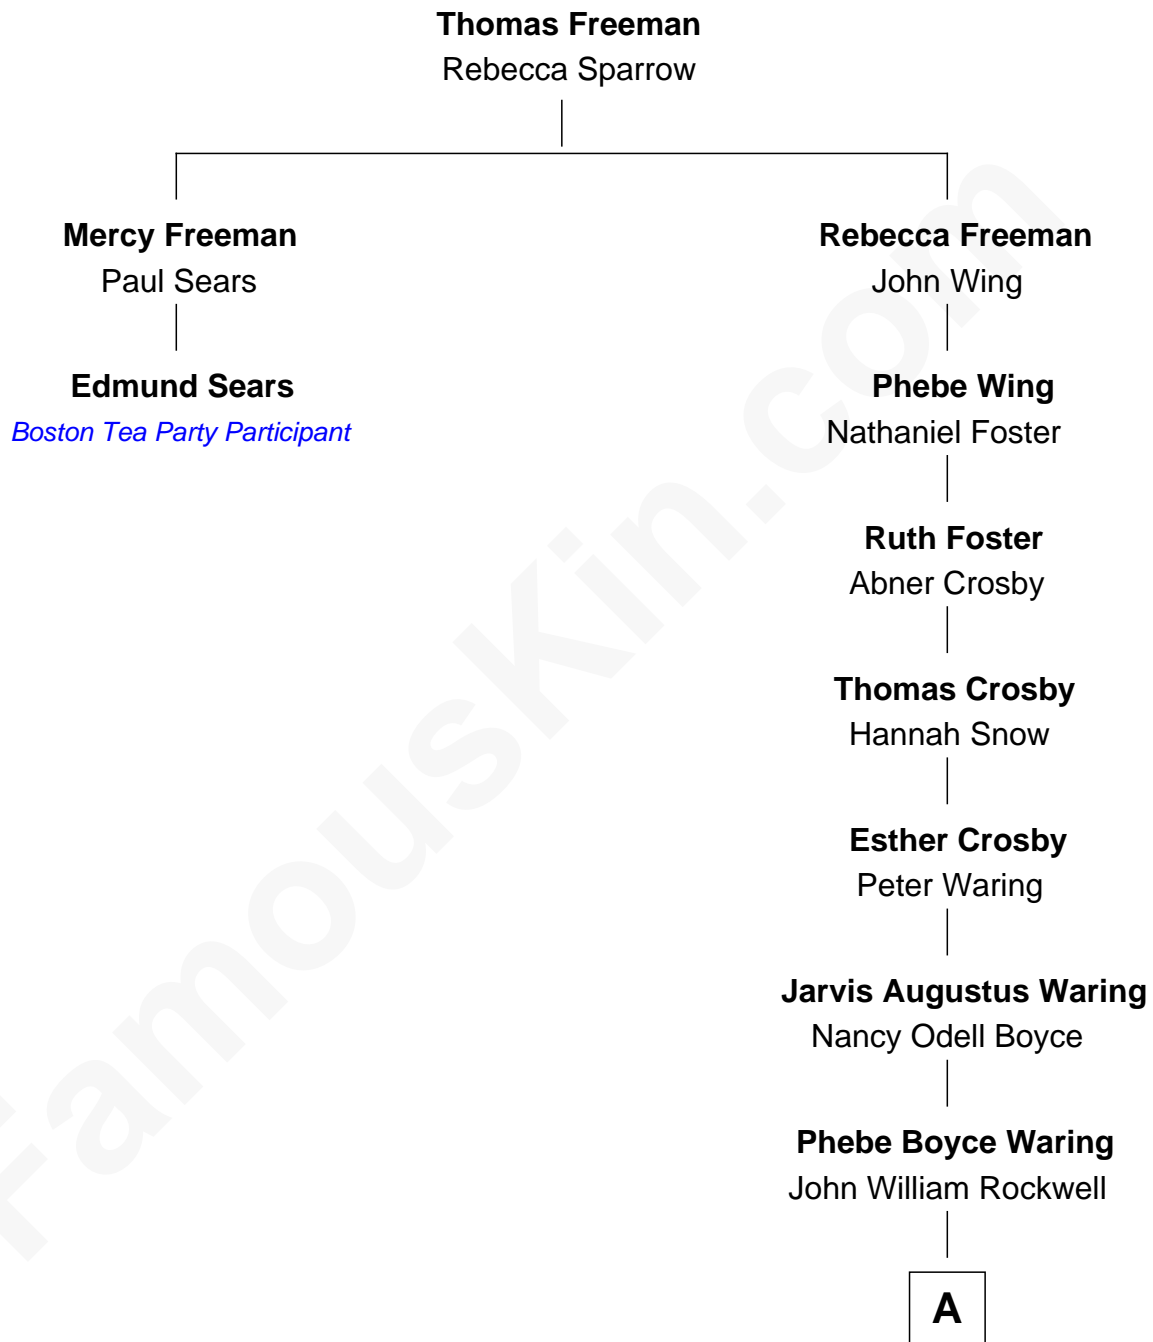 Thomas Freeman
Rebecca Sparrow
Mercy Freeman
Paul Sears
Edmund Sears
Boston Tea Party Participant
Rebecca Freeman
John Wing
Phebe Wing
Nathaniel Foster
Ruth Foster
Abner Crosby
Thomas Crosby
Hannah Snow
Esther Crosby
Peter Waring
Jarvis Augustus Waring
Nancy Odell Boyce
Phebe Boyce Waring
John William Rockwell
A
FamousKin.com